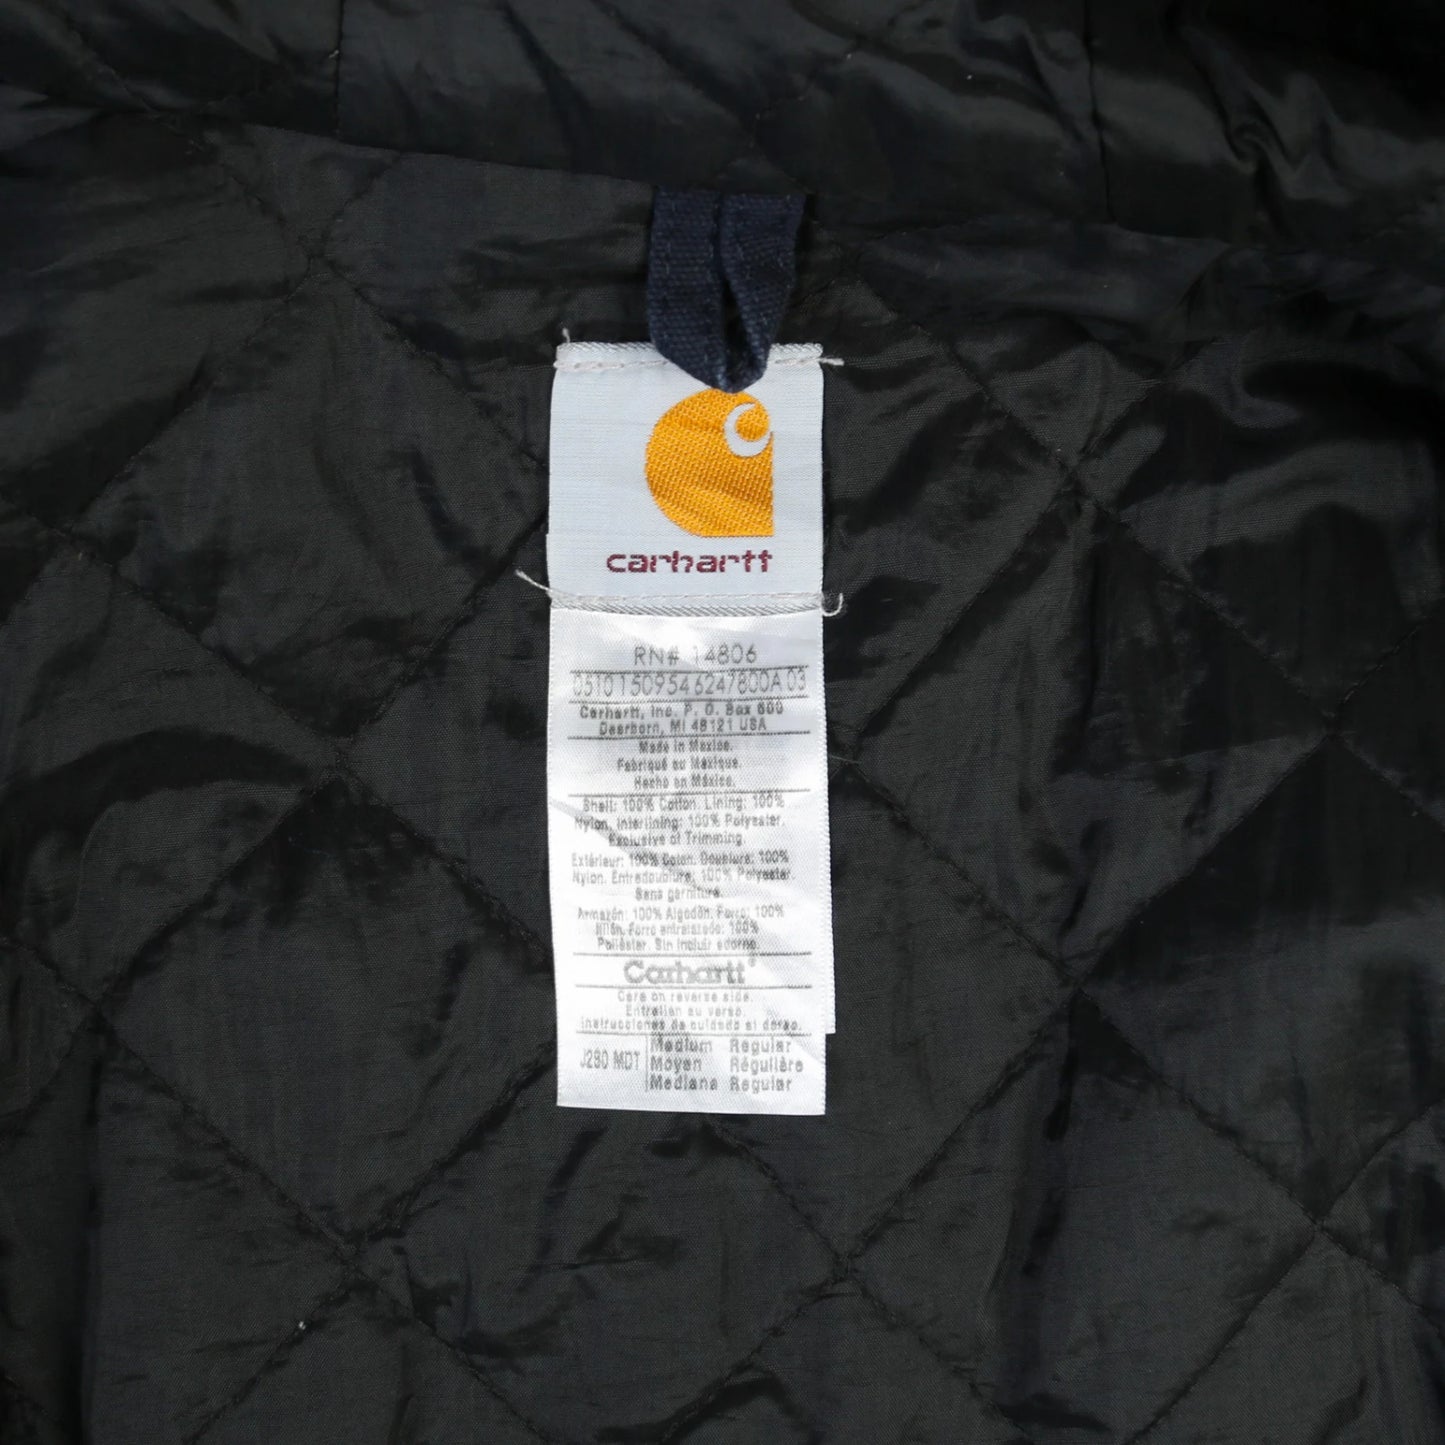 carhartt
RN# 14806
0510 150954 6247800A 03
Carhartt, Inc. P. O. Box 600
Dearborn, MI 48121 USA
Made in Mexico.
Fabriqué au Mexique.
Hecho en México.
Shell: 100% Cotton. Lining: 100%
Nylon, Interlining: 100% Polyester.
Exclusive of Trimming.
Extérieur: 100% Coton. Doublure: 100%
Nylon. Entredoublure: 100% Polyester.
Sans garniture.
Armazón: 100% Algodón. Forro: 100%
Nilón. Forro entrelazado: 100%
Poliéster. Sin incluir adorno.
Carhartt®
Care on reverse side.
Entretien au verso.
Instrucciones de cuidado al dorso.
J280 MDT
Medium Regular
Moyen Régulière
Mediana Regular